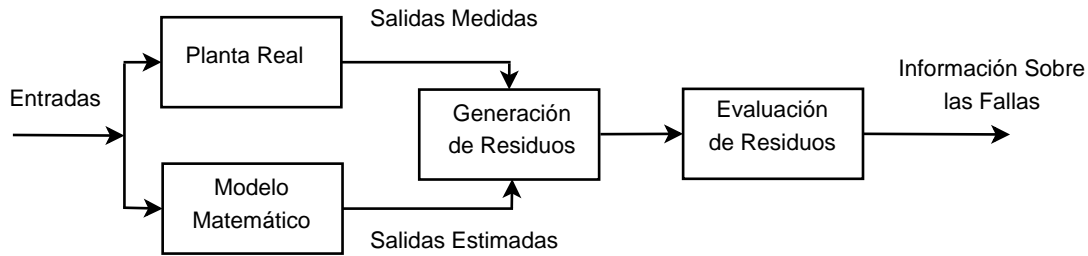 Salidas Medidas
Planta Real
Entradas
Generación
de Residuos
Evaluación
de Residuos
Información Sobre
las Fallas
Modelo
Matemático
Salidas Estimadas